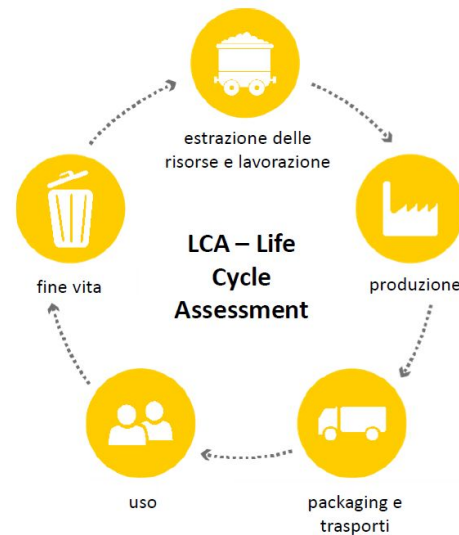 estrazione delle
risorse e lavorazione
LCA – Life
Cycle
Assessment
fine vita
produzione
uso
packaging e
trasporti